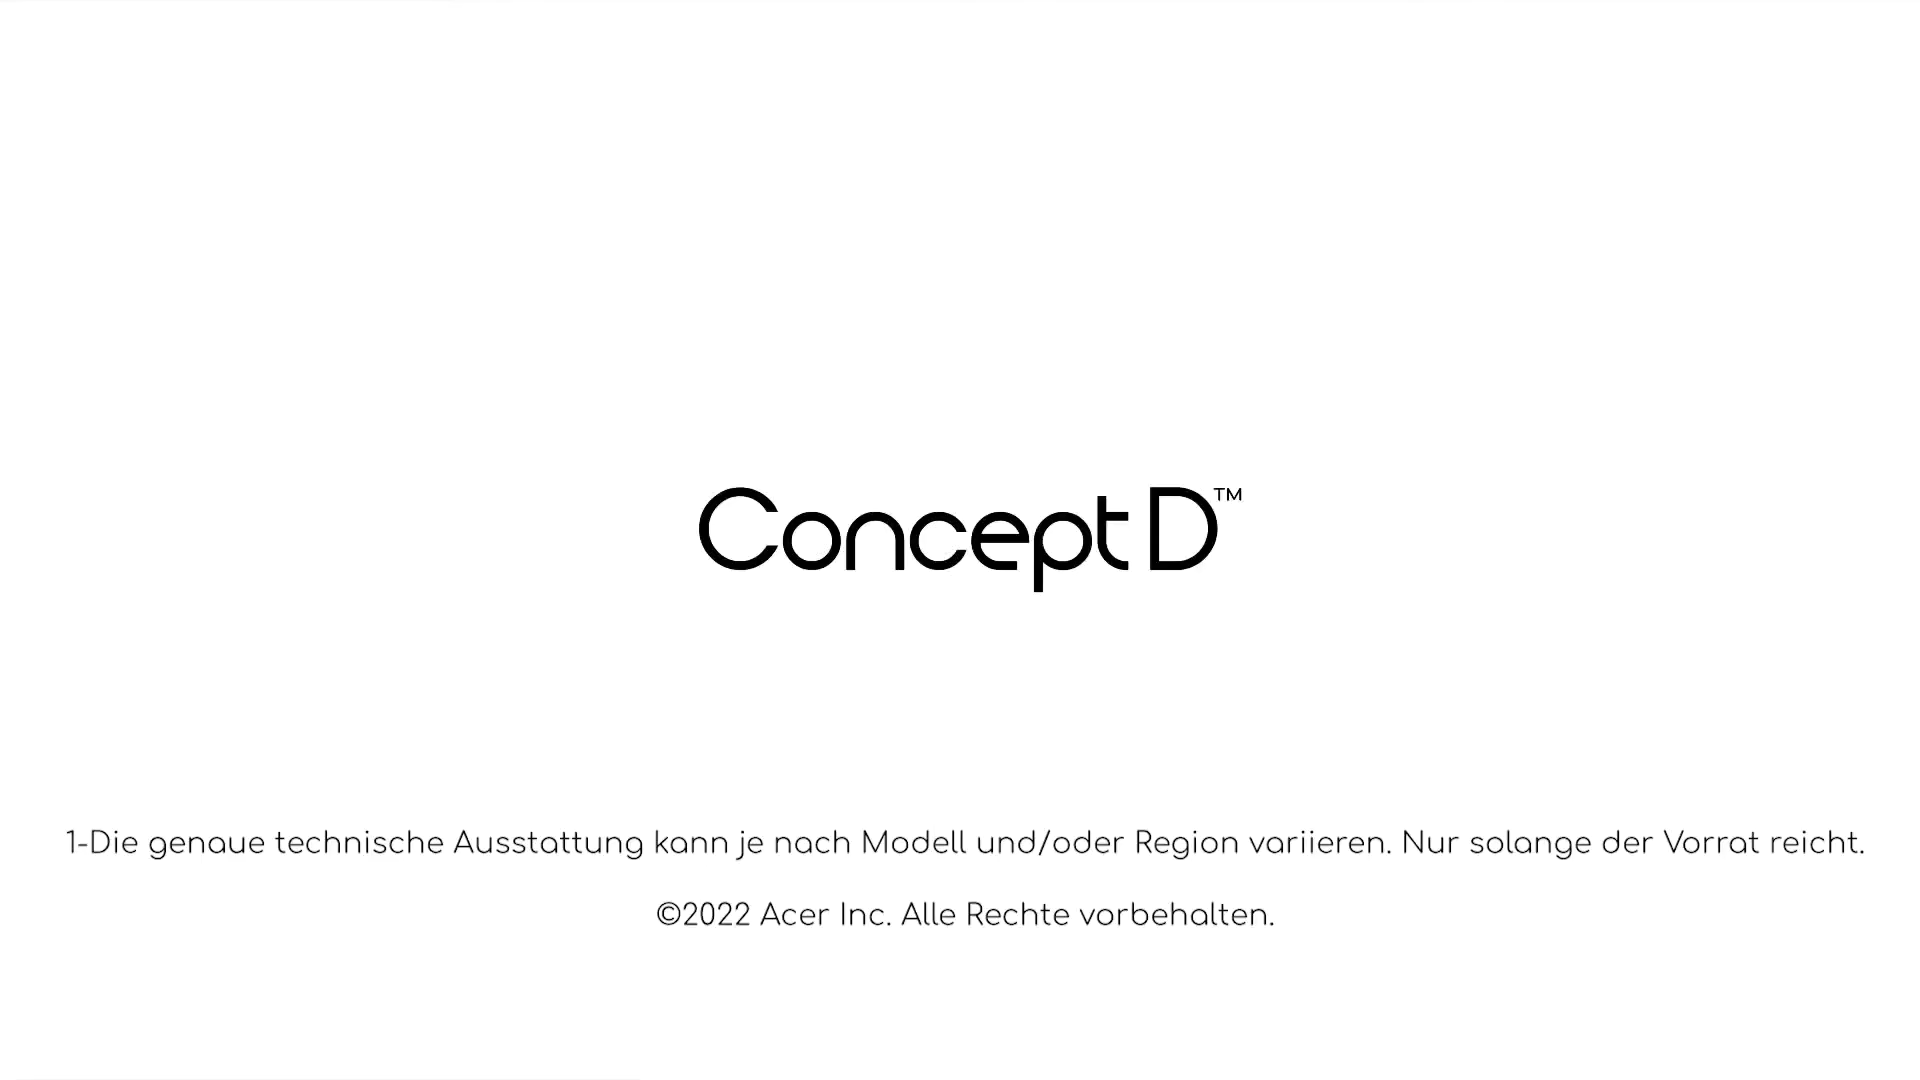 ConceptD™
1-Die genaue technische Ausstattung kann je nach Modell und/oder Region variieren. Nur solange der Vorrat reicht.
©2022 Acer Inc. Alle Rechte vorbehalten.